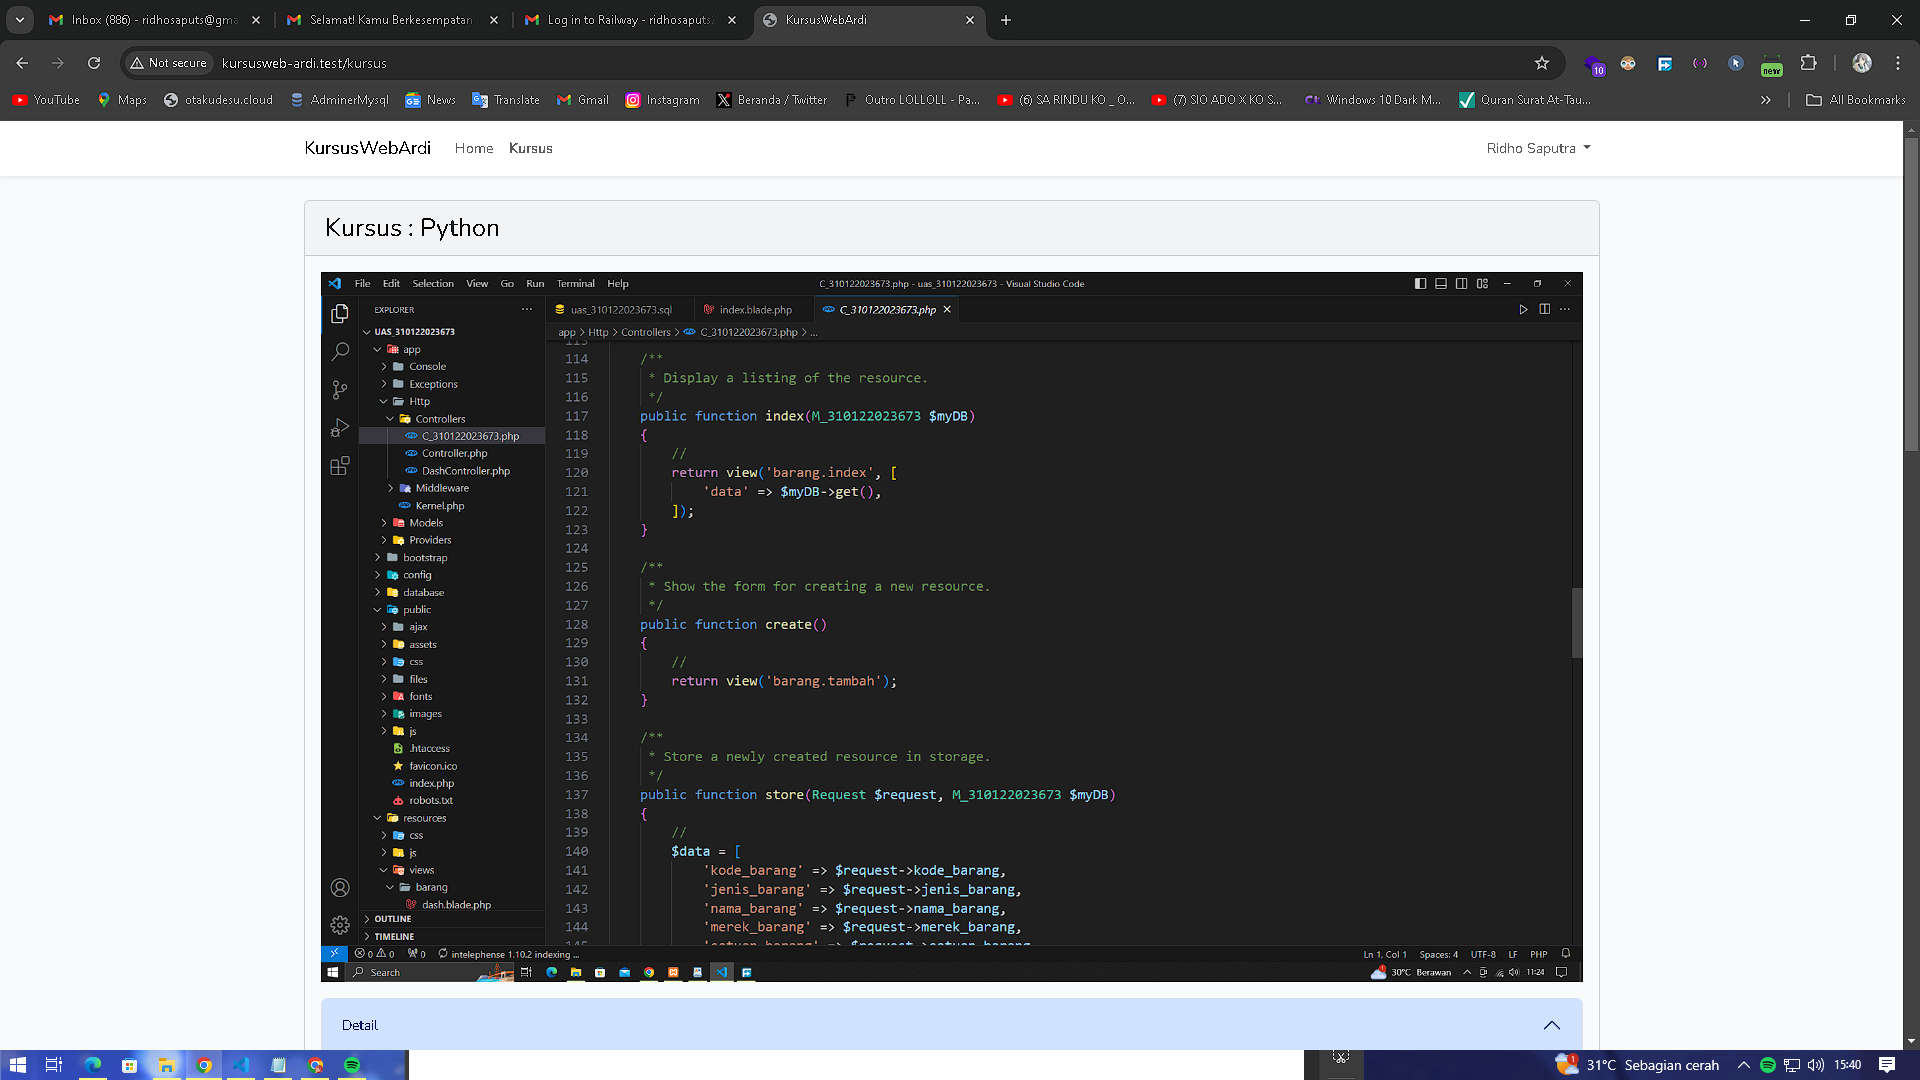 Inbox (886) - ridhosaputs@gma
Selamat! Kamu Berkesempatan
Log in to Railway - ridhosaputs
KursusWebArdi
Not secure
kursusweb-ardi.test/kursus
10
new
YouTube
Maps
otakudesu.cloud
AdminerMysql
News
Translate
Gmail
Instagram
Beranda / Twitter
Outro LOLLOLL - Pa...
(6) SA RINDU KO _ O...
(7) SIO ADO X KO S...
Windows 10 Dark M...
Quran Surat At-Tau...
All Bookmarks
KursusWebArdi
Home
Kursus
Ridho Saputra
Kursus : Python
File Edit Selection View Go Run Terminal Help
C_310122023673.php - uas_310122023673 - Visual Studio Code
EXPLORER
UAS_310122023673
app
Console
Exceptions
Http
Controllers
C_310122023673.php
Controller.php
DashController.php
Middleware
Kernel.php
Models
Providers
bootstrap
config
database
public
ajax
assets
css
files
fonts
images
js
.htaccess
favicon.ico
index.php
robots.txt
resources
css
js
views
barang
dash.blade.php
OUTLINE
TIMELINE
uas_310122023673.sql
index.blade.php
C_310122023673.php
app > Http > Controllers > C_310122023673.php > ...
113
114 /**
115 * Display a listing of the resource.
116 */
117 public function index(M_310122023673 $myDB)
118 {
119 //
120 return view('barang.index', [
121 'data' => $myDB->get(),
122 ]);
123 }
124
125 /**
126 * Show the form for creating a new resource.
127 */
128 public function create()
129 {
130 //
131 return view('barang.tambah');
132 }
133
134 /**
135 * Store a newly created resource in storage.
136 */
137 public function store(Request $request, M_310122023673 $myDB)
138 {
139 //
140 $data = [
141 'kode_barang' => $request->kode_barang,
142 'jenis_barang' => $request->jenis_barang,
143 'nama_barang' => $request->nama_barang,
144 'merek_barang' => $request->merek_barang,
145 'satuan_barang' => $request->satuan_barang
0 0 0 intelephense 1.10.2 indexing ...
Ln 1, Col 1 Spaces: 4 UTF-8 LF PHP
Search
30°C Berawan
11:24
Detail
1
31°C Sebagian cerah
15:40